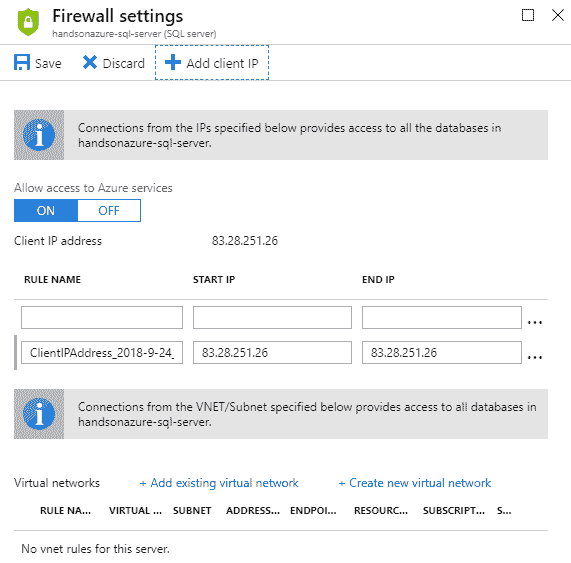 Firewall settings
handsonazure-sql-server (SQL server)
Save Discard Add client IP
Connections from the IPs specified below provides access to all the databases in
handsonazure-sql-server.
Allow access to Azure services
ON OFF
Client IP address 83.28.251.26
RULE NAME START IP END IP
...
ClientIPAddress_2018-9-24_ 83.28.251.26 83.28.251.26 ...
Connections from the VNET/Subnet specified below provides access to all databases in
handsonazure-sql-server.
Virtual networks + Add existing virtual network + Create new virtual network
RULE NA... VIRTUAL ... SUBNET ADDRESS... ENDPOI... RESOURC... SUBSCRIPT... S...
No vnet rules for this server.